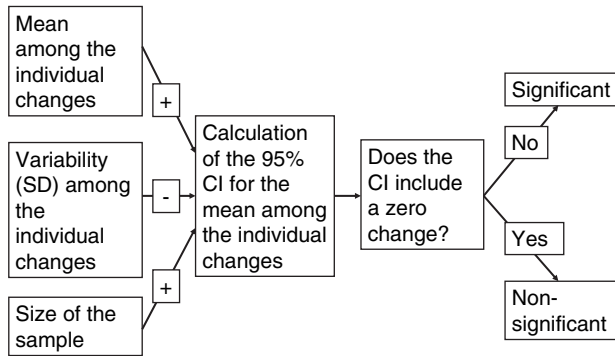 Mean
among the
individual
changes
+
Variability
(SD) among
the
individual
changes
-
Size of the
sample
+
Calculation
of the 95%
CI for the
mean among
the individual
changes
Does the
CI include
a zero
change?
Significant
No
Yes
Non-
significant